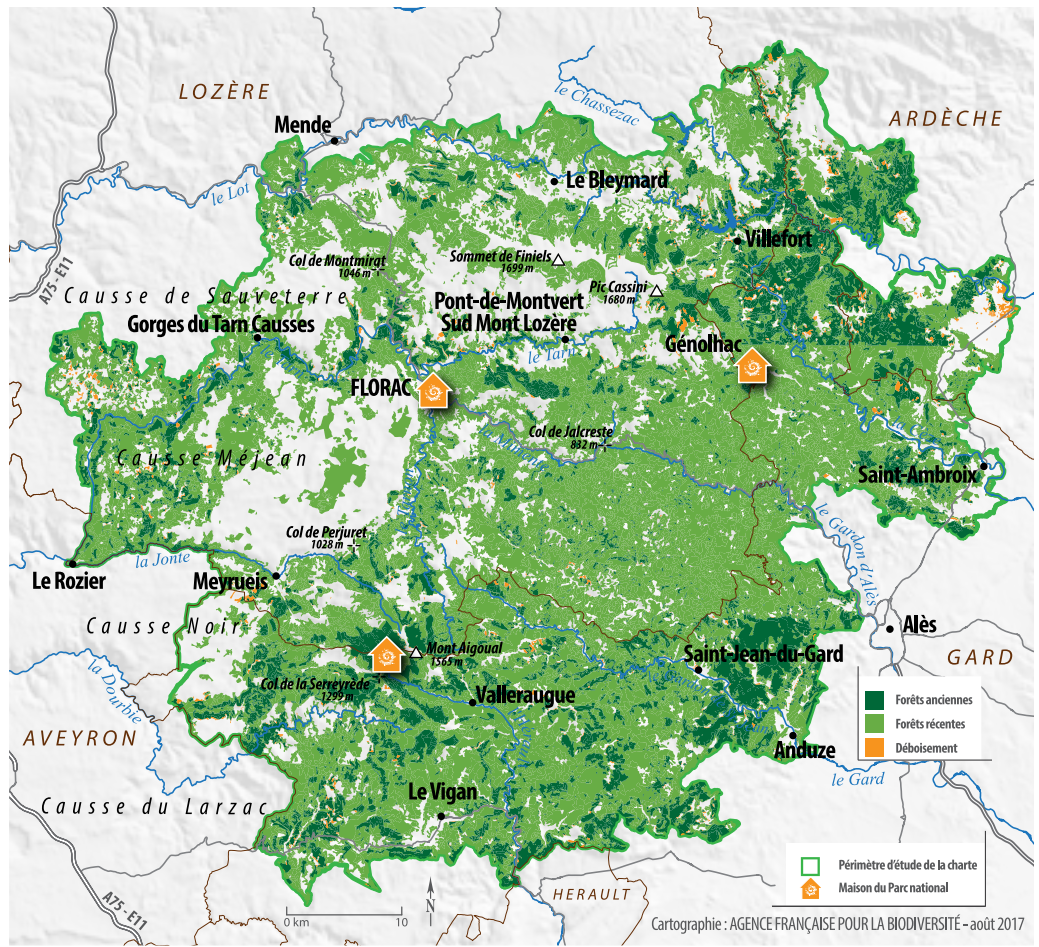 LOZÈRE
ARDÈCHE
le Chassezac
Mende
Le Bleymard
le Lot
Villefort
A75 - E11
Col de Montmirat
1046 m
Sommet de Finiels
1699 m
Pic Cassini
1680 m
Causse de Sauveterre
Pont-de-Montvert
Sud Mont Lozère
Gorges du Tarn Causses
le Tarn
Génolhac
FLORAC
Col de Jalcreste
832 m
la Mimente
Causse Méjean
Saint-Ambroix
le Gardon d'Alès
Col de Perjuret
1028 m
la Jonte
Le Rozier
Meyrueis
Causse Noir
Alès
Mont Aigoual
1565 m
Saint-Jean-du-Gard
GARD
la Dourbie
Col de la Serreyrède
1299 m
Valleraugue
Forêts anciennes
Forêts récentes
Déboisement
AVEYRON
Anduze
le Gard
Causse du Larzac
Le Vigan
Périmètre d'étude de la charte
Maison du Parc national
HERAULT
A75 - E11
N
0 km 10
Cartographie : AGENCE FRANÇAISE POUR LA BIODIVERSITÉ - août 2017